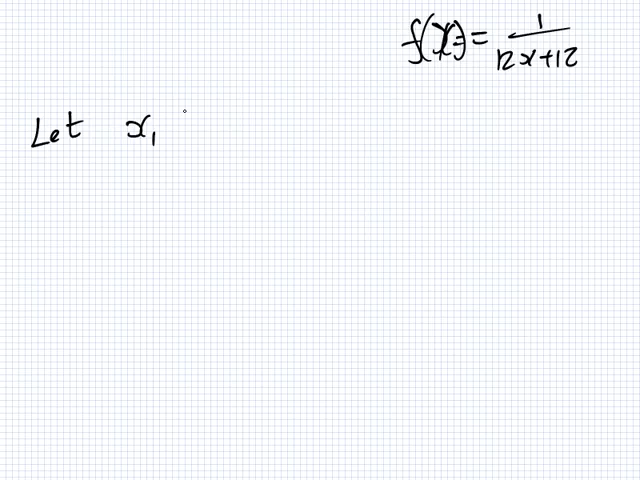 f(x) = 1/12x+12
Let x₁